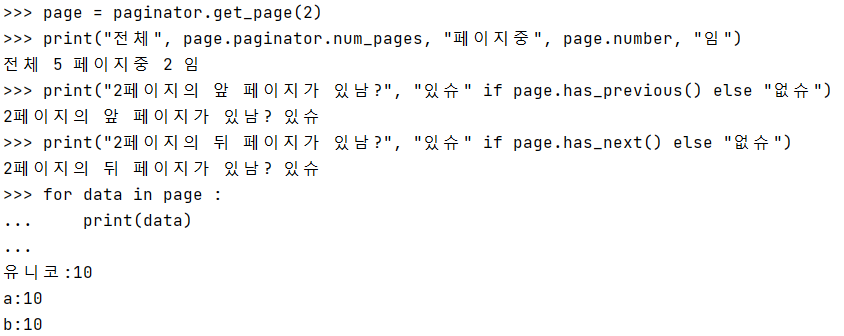 >>> page = paginator.get_page(2)
>>> print("전체", page.paginator.num_pages, "페이지중", page.number, "임")
전체 5 페이지중 2 임
>>> print("2페이지의 앞 페이지가 있남?", "있슈" if page.has_previous() else "없슈")
2페이지의 앞 페이지가 있남? 있슈
>>> print("2페이지의 뒤 페이지가 있남?", "있슈" if page.has_next() else "없슈")
2페이지의 뒤 페이지가 있남? 있슈
>>> for data in page :
...     print(data)
...
유니코:10
a:10
b:10